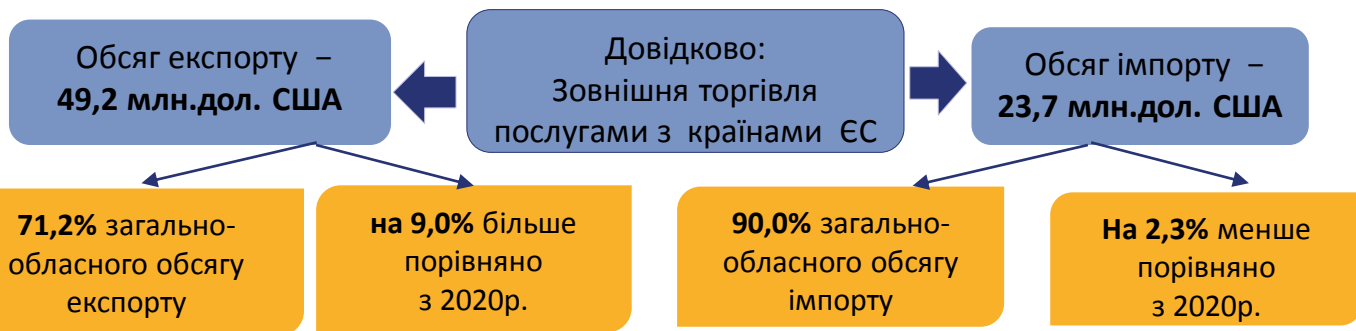 Довідково:
Зовнішня торгівля
послугами з країнами ЄС
Обсяг експорту –
49,2 млн.дол. США
71,2% загально-
обласного обсягу
експорту
на 9,0% більше
порівняно
з 2020р.
Обсяг імпорту –
23,7 млн.дол. США
90,0% загально-
обласного обсягу
імпорту
На 2,3% менше
порівняно
з 2020р.